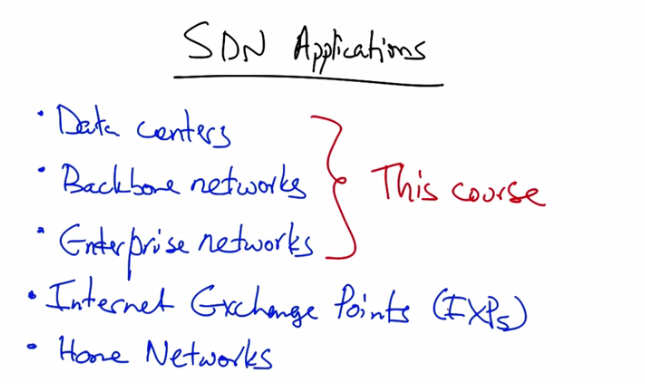 SDN Applications
• Data centers
• Backbone networks
• Enterprise networks
This course
• Internet Exchange Points (IXPs)
• Home Networks